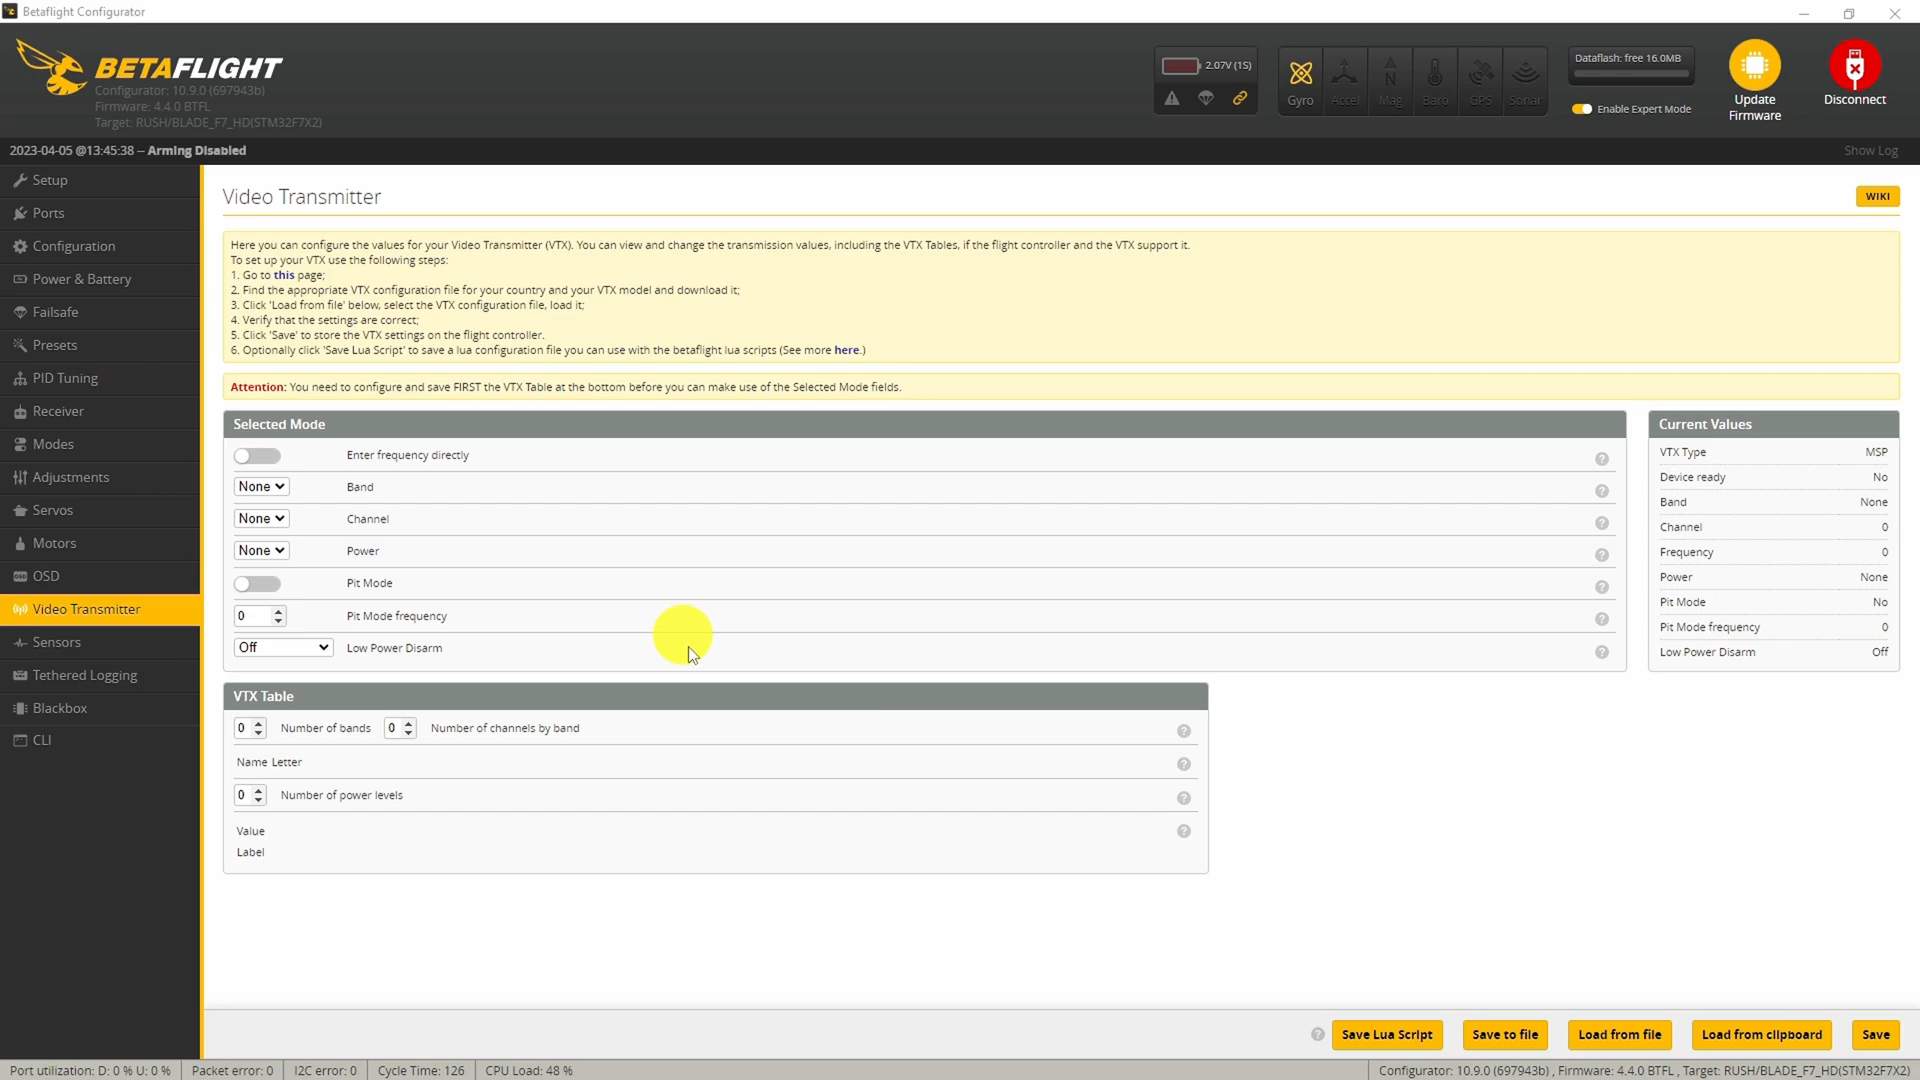 Betaflight Configurator
BETAFLIGHT
Configurator: 10.9.0 (697943b)
Firmware: 4.4.0 BTFL
Target: RUSH/BLADE_F7_HD(STM32F7X2)
2.07V (1S)
Gyro
Accel
Mag
Baro
GPS
Sonar
Dataflash: free 16.0MB
Enable Expert Mode
Update
Firmware
Disconnect
2023-04-05 @13:45:38 -- Arming Disabled
Show Log
Setup
Ports
Configuration
Power & Battery
Failsafe
Presets
PID Tuning
Receiver
Modes
Adjustments
Servos
Motors
OSD
Video Transmitter
Sensors
Tethered Logging
Blackbox
CLI
Video Transmitter
WIKI
Here you can configure the values for your Video Transmitter (VTX). You can view and change the transmission values, including the VTX Tables, if the flight controller and the VTX support it.
To set up your VTX use the following steps:
1. Go to this page;
2. Find the appropriate VTX configuration file for your country and your VTX model and download it;
3. Click 'Load from file' below, select the VTX configuration file, load it;
4. Verify that the settings are correct;
5. Click 'Save' to store the VTX settings on the flight controller.
6. Optionally click 'Save Lua Script' to save a lua configuration file you can use with the betaflight lua scripts (See more here.)
Attention: You need to configure and save FIRST the VTX Table at the bottom before you can make use of the Selected Mode fields.
Selected Mode
Enter frequency directly
None Band
None Channel
None Power
Pit Mode
0 Pit Mode frequency
Off Low Power Disarm
Current Values
VTX Type MSP
Device ready No
Band None
Channel 0
Frequency 0
Power None
Pit Mode No
Pit Mode frequency 0
Low Power Disarm Off
VTX Table
0 Number of bands 0 Number of channels by band
Name Letter
0 Number of power levels
Value
Label
Save Lua Script
Save to file
Load from file
Load from clipboard
Save
Port utilization: D: 0 % U: 0 %
Packet error: 0
I2C error: 0
Cycle Time: 126
CPU Load: 48 %
Configurator: 10.9.0 (697943b) , Firmware: 4.4.0 BTFL , Target: RUSH/BLADE_F7_HD(STM32F7X2)